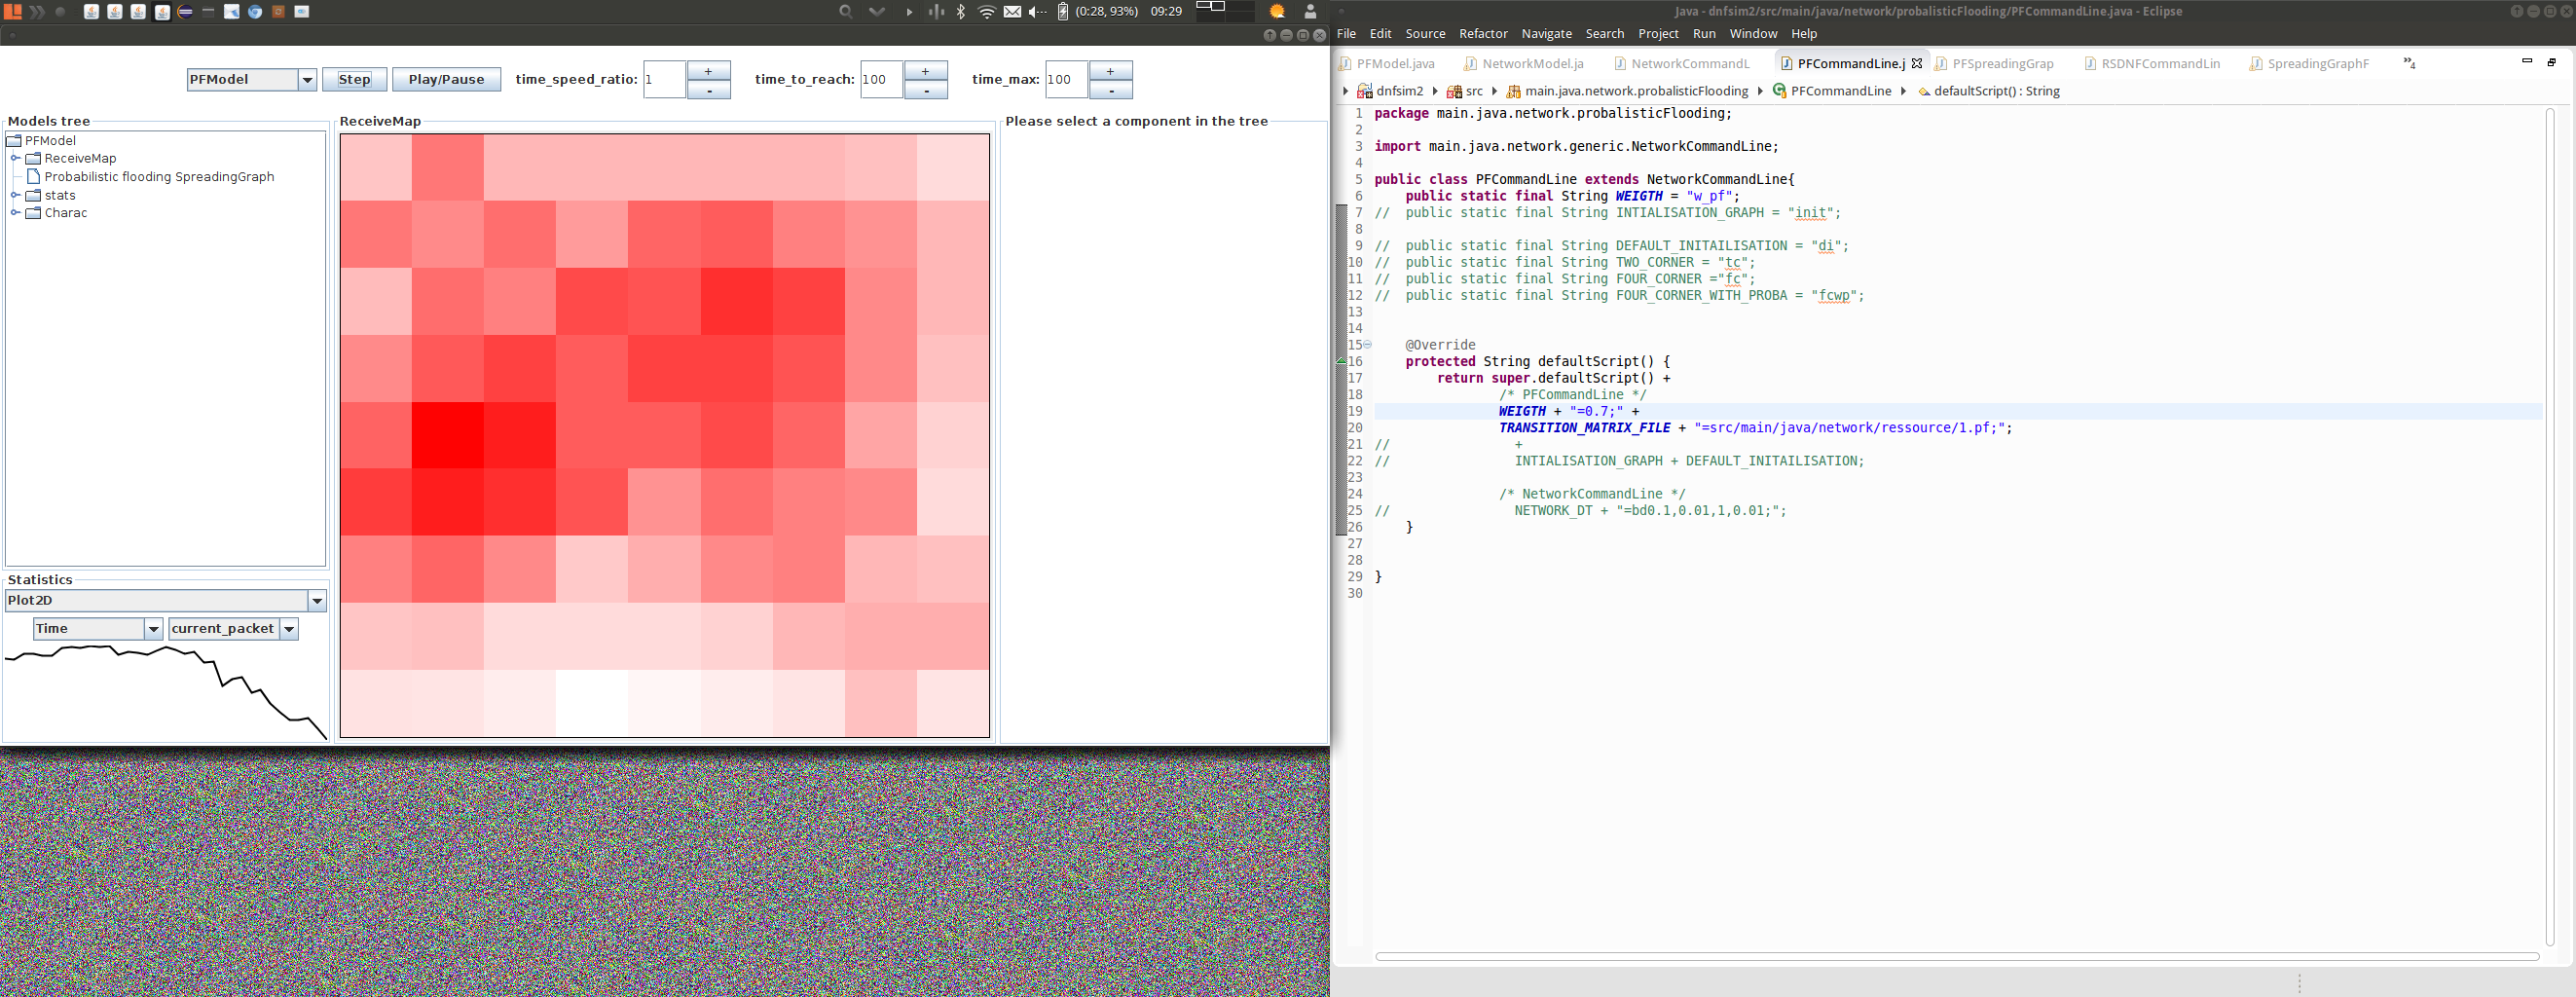 (0:28, 93%) 09:29
PFModel Step Play/Pause time_speed_ratio: 1 + - time_to_reach: 100 + - time_max: 100 + -
Models tree
PFModel
ReceiveMap
Probabilistic flooding SpreadingGraph
stats
Charac
Statistics
Plot2D
Time current_packet
ReceiveMap
Please select a component in the tree
Java - dnfsim2/src/main/java/network/probalisticFlooding/PFCommandLine.java - Eclipse
File Edit Source Refactor Navigate Search Project Run Window Help
PFModel.java NetworkModel.ja NetworkCommandL PFCommandLine.j PFSpreadingGrap RSDNFCommandLin SpreadingGraphF »4
dnfsim2 src main.java.network.probalisticFlooding PFCommandLine defaultScript() : String
1 package main.java.network.probalisticFlooding;
2
3 import main.java.network.generic.NetworkCommandLine;
4
5 public class PFCommandLine extends NetworkCommandLine{
6 public static final String WEIGTH = "w_pf";
7 // public static final String INTIALISATION_GRAPH = "init";
8
9 // public static final String DEFAULT_INITAILISATION = "di";
10 // public static final String TWO_CORNER = "tc";
11 // public static final String FOUR_CORNER ="fc";
12 // public static final String FOUR_CORNER_WITH_PROBA = "fcwp";
13
14
15 @Override
16 protected String defaultScript() {
17 return super.defaultScript() +
18 /* PFCommandLine */
19 WEIGTH + "=0.7;" +
20 TRANSITION_MATRIX_FILE + "=src/main/java/network/ressource/1.pf;";
21 // +
22 // INTIALISATION_GRAPH + DEFAULT_INITAILISATION;
23
24 /* NetworkCommandLine */
25 // NETWORK_DT + "=bd0.1,0.01,1,0.01;";
26 }
27
28
29 }
30